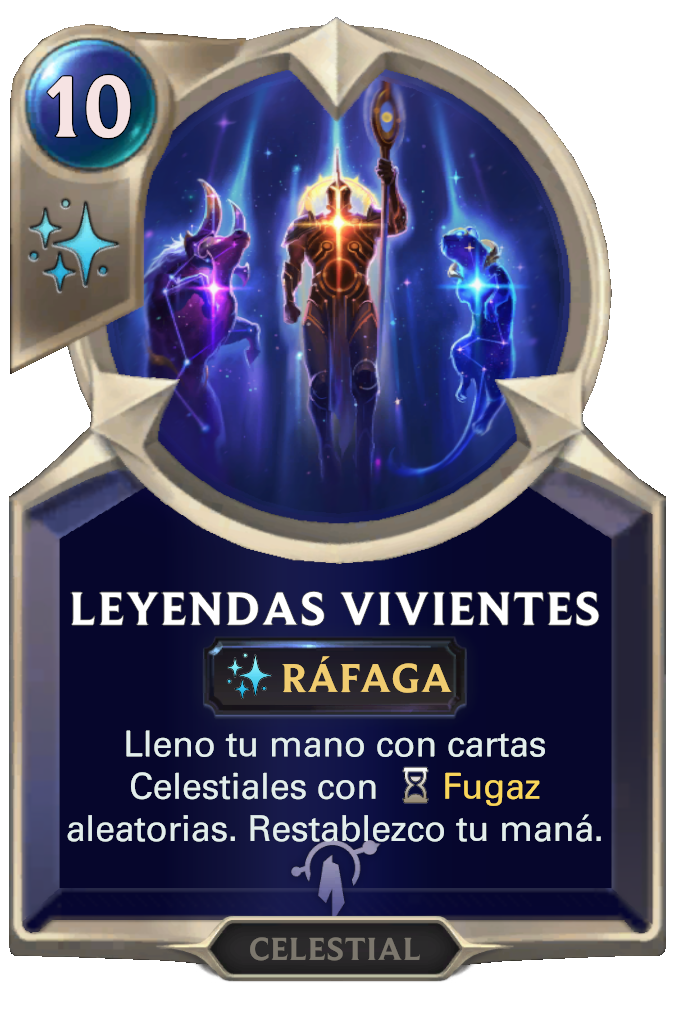 10
LEYENDAS VIVIENTES
RÁFAGA
Lleno tu mano con cartas
Celestiales con Fugaz
aleatorias. Restablezco tu maná.
CELESTIAL